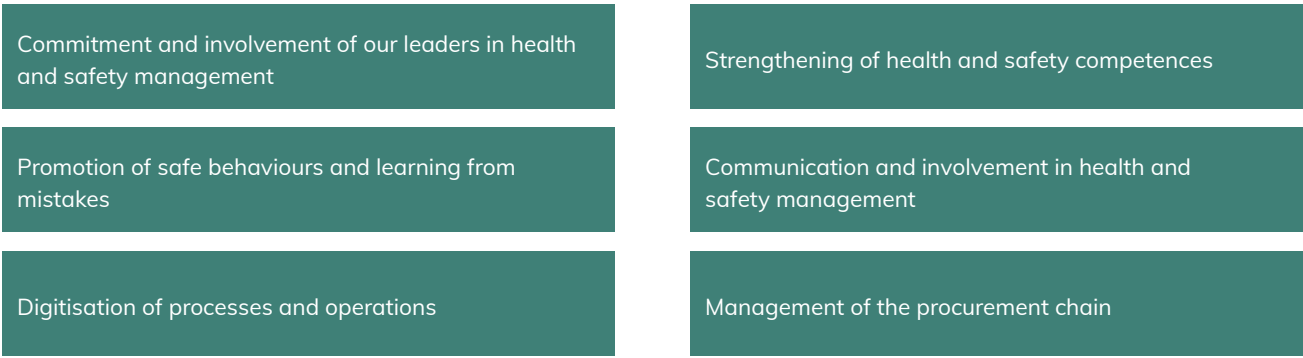 Commitment and involvement of our leaders in health
and safety management
Strengthening of health and safety competences
Promotion of safe behaviours and learning from
mistakes
Communication and involvement in health and
safety management
Digitisation of processes and operations
Management of the procurement chain